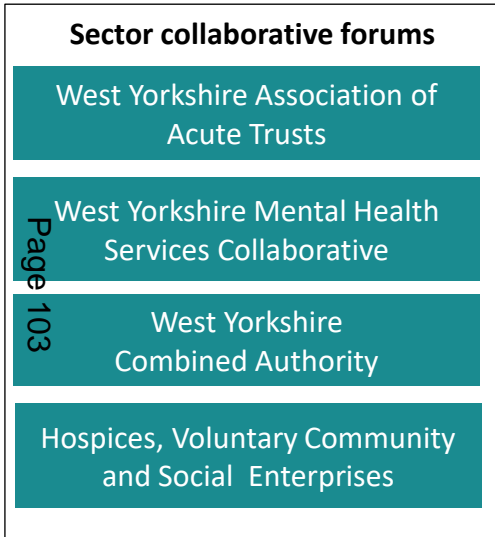 Sector collaborative forums
West Yorkshire Association of
Acute Trusts
West Yorkshire Mental Health
Services Collaborative
Page 103
West Yorkshire
Combined Authority
Hospices, Voluntary Community
and Social Enterprises